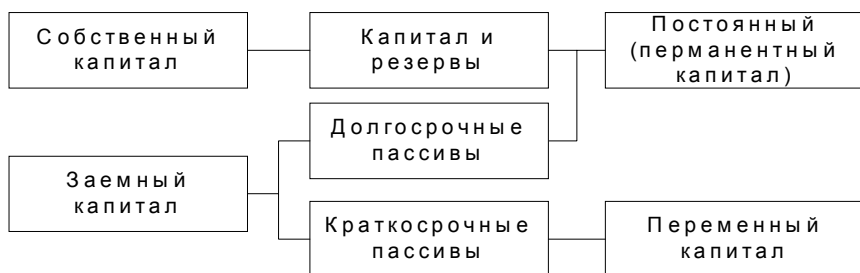 Собственный
капитал
Капитал и
резервы
Постоянный
(перманентный
капитал)
Долгосрочные
пассивы
Заемный
капитал
Краткосрочные
пассивы
Переменный
капитал